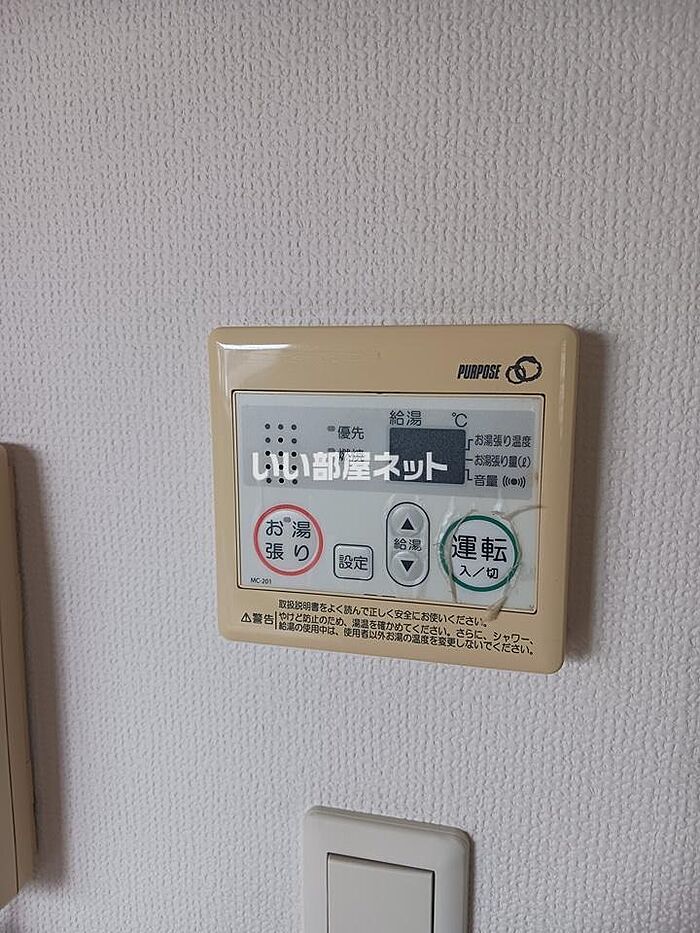 PURPOSE
給湯 ℃
優先
燃焼
お湯張り温度
お湯張り量(ℓ)
音量
いい部屋ネット
お湯張り
設定
給湯
運転
入/切
MC-201
警告
取扱説明書をよく読んで正しく安全にお使いください。
やけど防止のため、湯温を確かめてください。さらに、シャワー、
給湯の使用中は、使用者以外お湯の温度を変更しないでください。